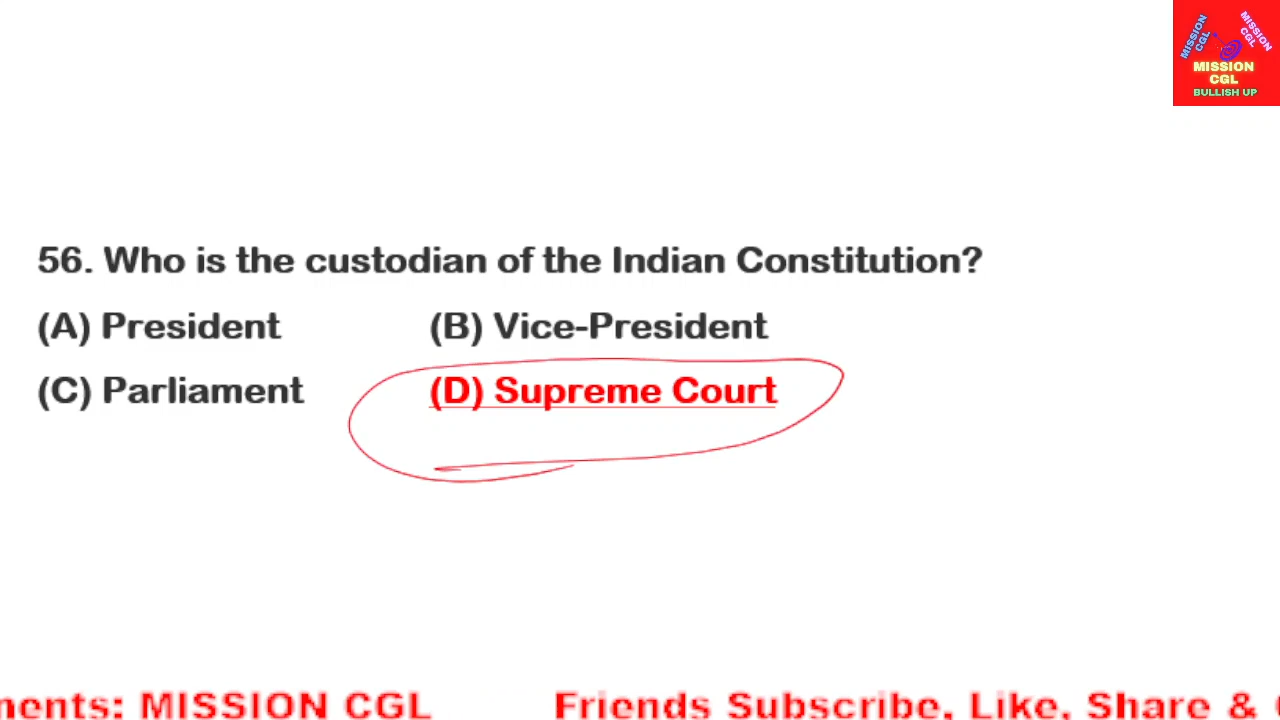 MISSION CGL
MISSION CGL
MISSION
CGL
BULLISH UP
56. Who is the custodian of the Indian Constitution?
(A) President (B) Vice-President
(C) Parliament (D) Supreme Court
MISSION CGL Friends Subscribe, Like, Share &